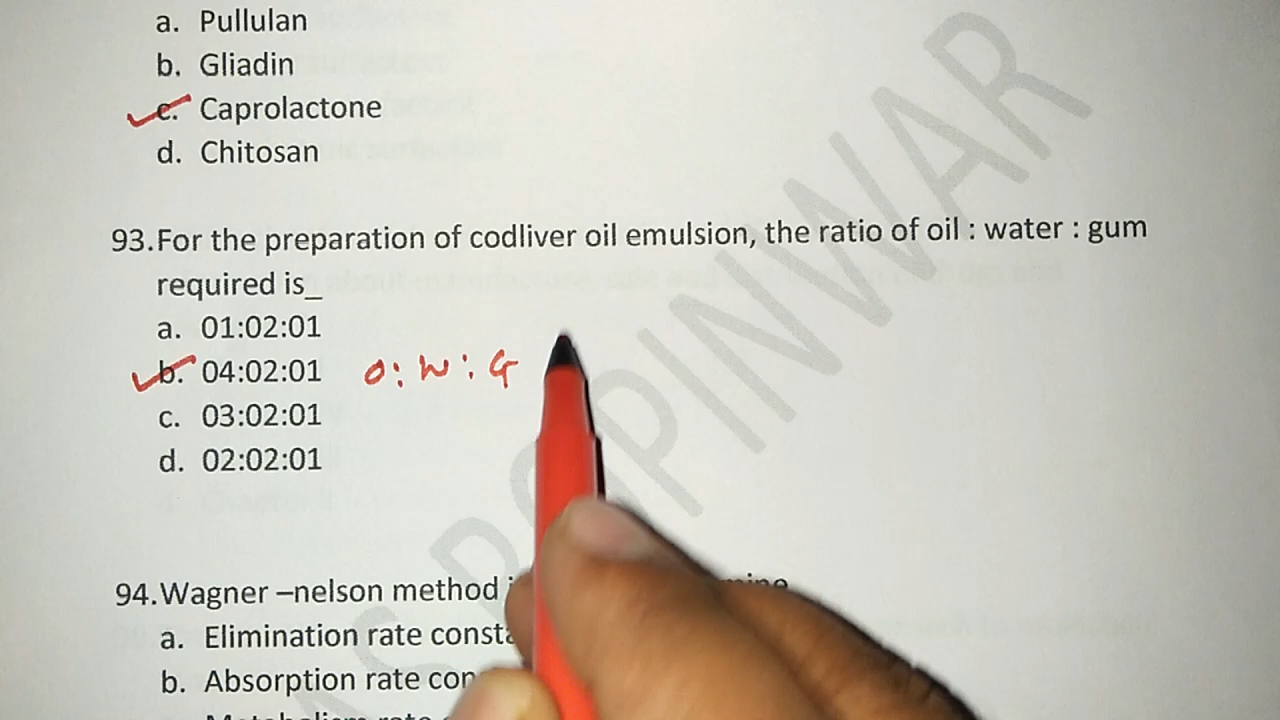 a. Pullulan
b. Gliadin
c. Caprolactone
d. Chitosan
93.For the preparation of codliver oil emulsion, the ratio of oil : water : gum
required is_
a. 01:02:01
b. 04:02:01 O : W : G
c. 03:02:01
d. 02:02:01
94.Wagner –nelson method
a. Elimination rate
b. Absorption rate